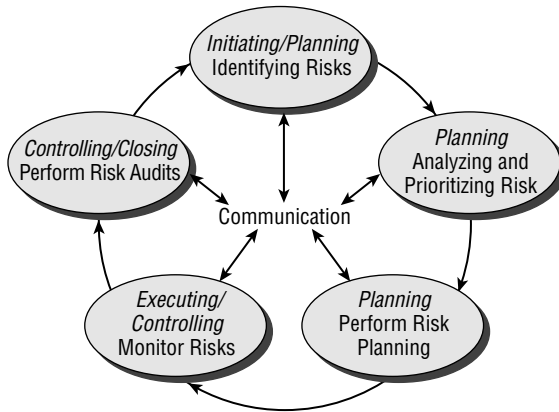 Initiating/Planning
Identifying Risks
Controlling/Closing
Perform Risk Audits
Planning
Analyzing and
Prioritizing Risk
Communication
Executing/
Controlling
Monitor Risks
Planning
Perform Risk
Planning